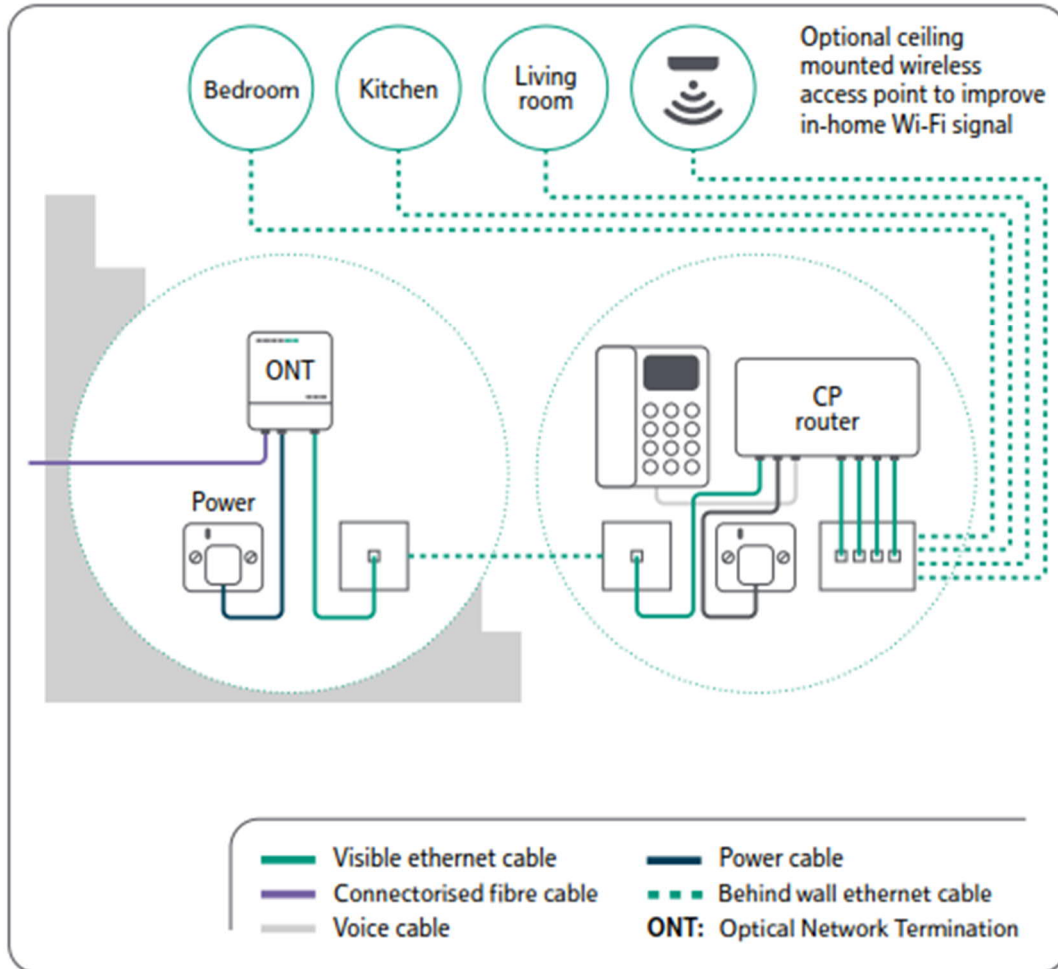 Bedroom
Kitchen
Living
room
Optional ceiling
mounted wireless
access point to improve
in-home Wi-Fi signal
ONT
CP
router
Power
Visible ethernet cable
Connectorised fibre cable
Voice cable
Power cable
Behind wall ethernet cable
ONT: Optical Network Termination